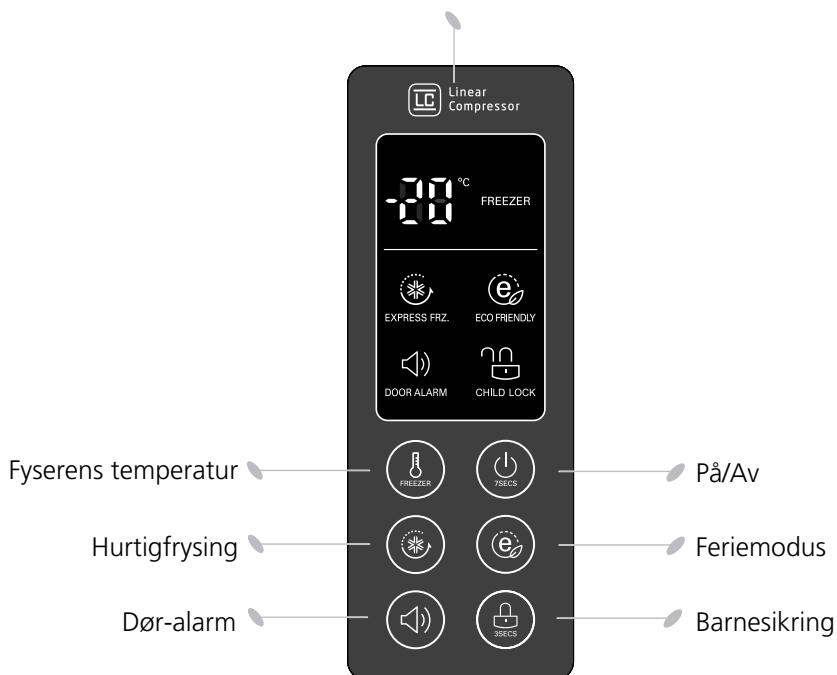 LC Linear
Compressor
-20 °C FREEZER
EXPRESS FRZ. ECO FRIENDLY
DOOR ALARM CHILD LOCK
Fyserens temperatur FREEZER 7SECS På/Av
Hurtigfrysing e Feriemodus
Dør-alarm 3SECS Barnesikring